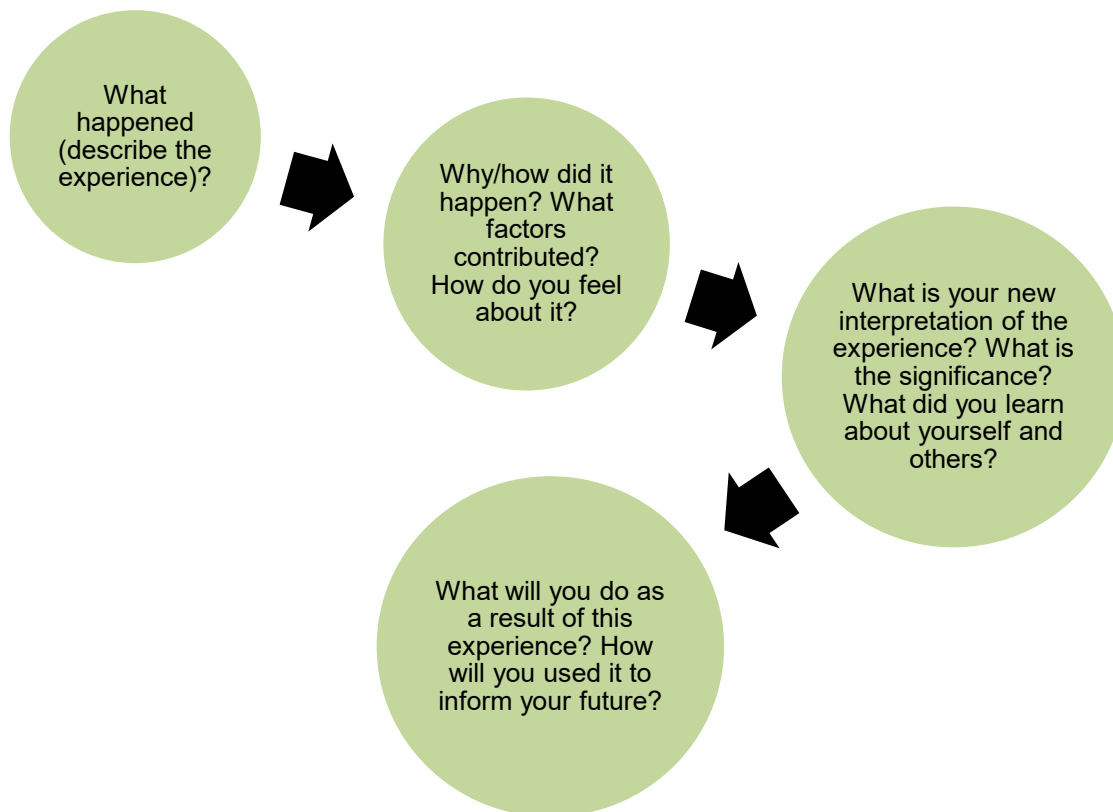 What
happened
(describe the
experience)?
Why/how did it
happen? What
factors
contributed?
How do you feel
about it?
What is your new
interpretation of the
experience? What is
the significance?
What did you learn
about yourself and
others?
What will you do as
a result of this
experience? How
will you used it to
inform your future?